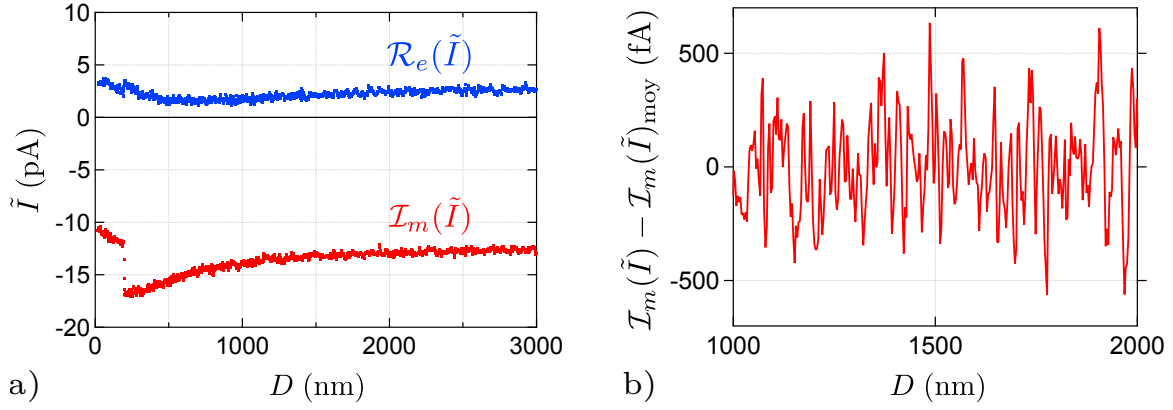 10
5
0
-5
-10
-15
-20
Ĩ (pA)
ℛₑ(Ĩ)
ℐₘ(Ĩ)
0 1000 2000 3000
D (nm)
a)
500
0
-500
ℐₘ(Ĩ) − ℐₘ(Ĩ)moy (fA)
1000 1500 2000
D (nm)
b)